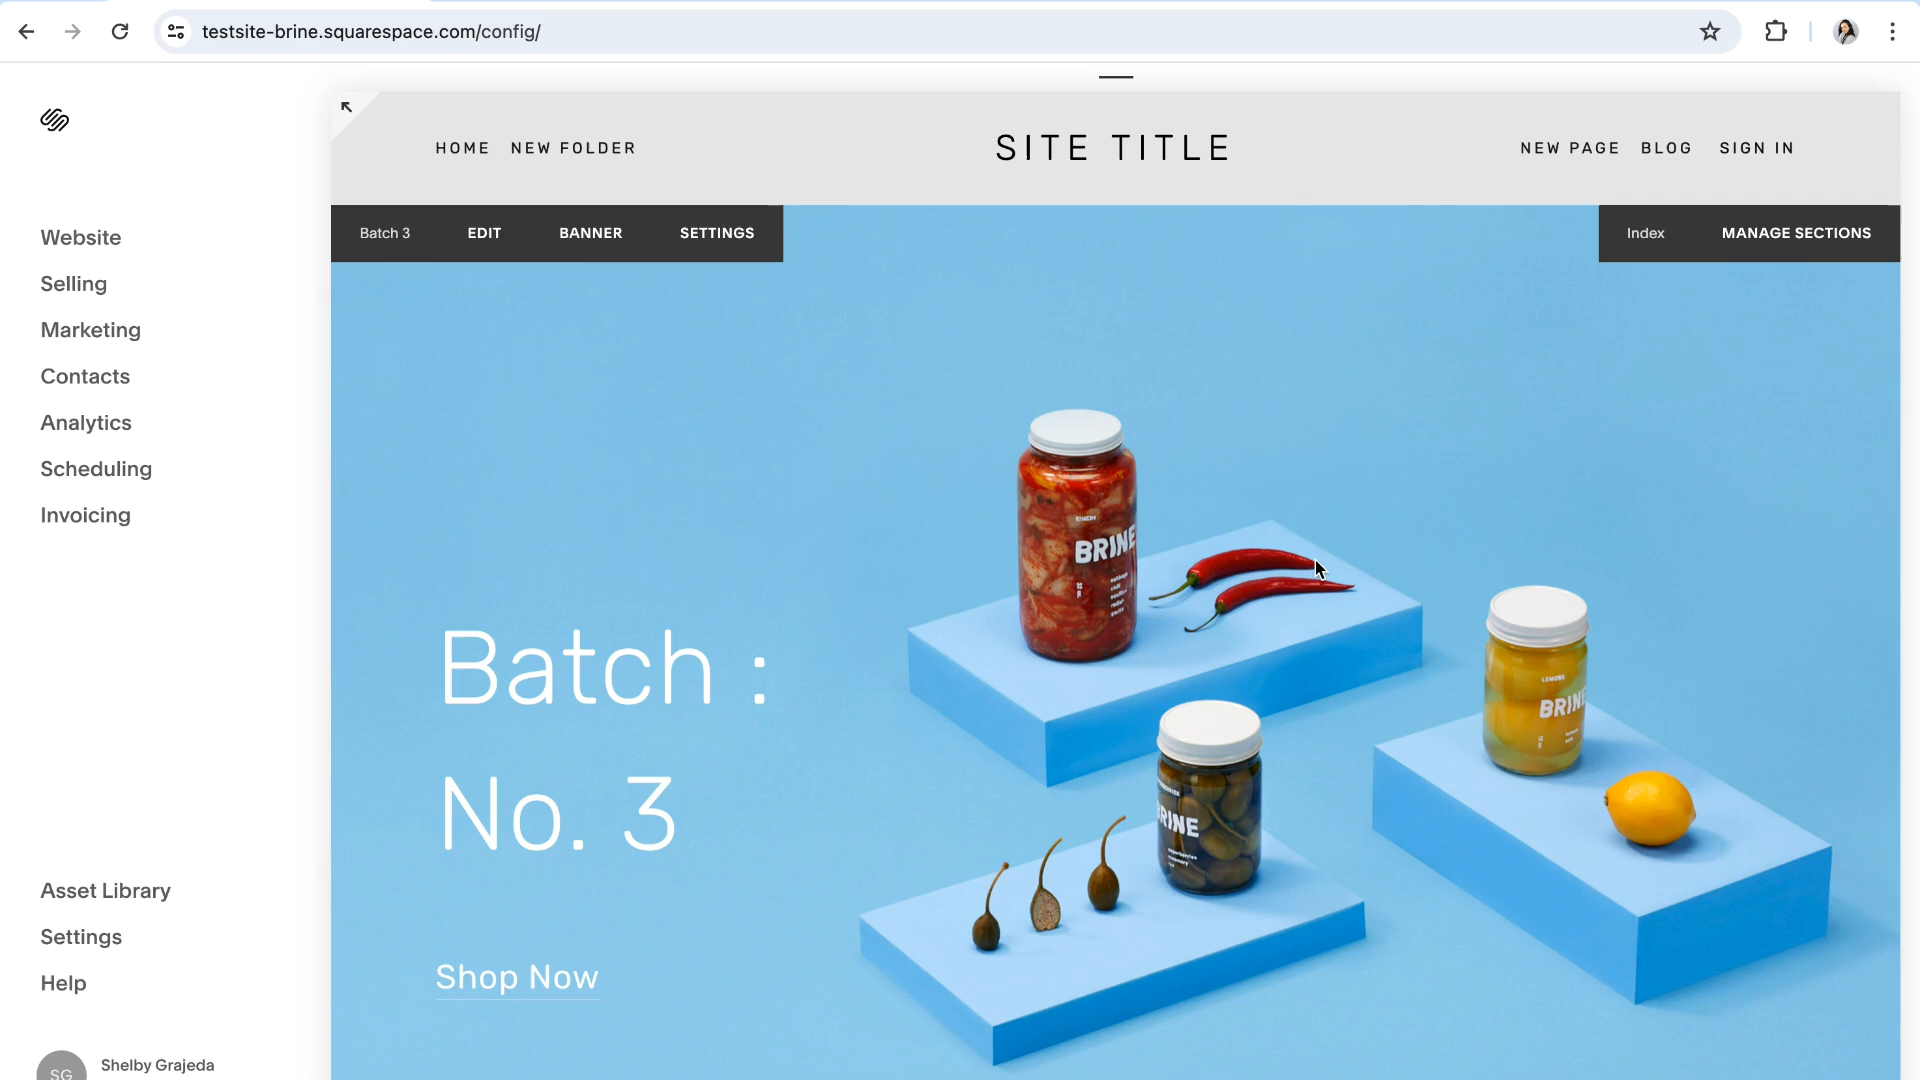 testsite-brine.squarespace.com/config/
HOME NEW FOLDER
SITE TITLE
NEW PAGE BLOG SIGN IN
Batch 3 EDIT BANNER SETTINGS
Index MANAGE SECTIONS
Website
Selling
Marketing
Contacts
Analytics
Scheduling
Invoicing
Asset Library
Settings
Help
SG
Shelby Grajeda
Batch :
No. 3
Shop Now
BRINE
BRINE
BRINE